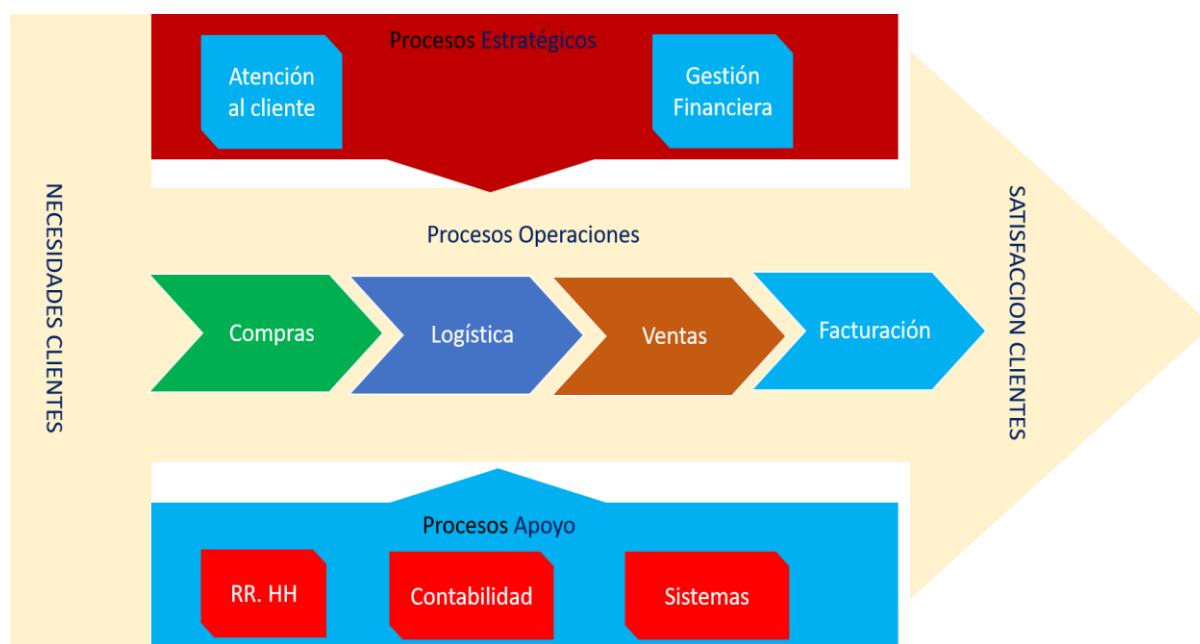 NECESIDADES CLIENTES
Procesos Estratégicos
Atención
al cliente
Gestión
Financiera
Procesos Operaciones
Compras
Logística
Ventas
Facturación
Procesos Apoyo
RR. HH
Contabilidad
Sistemas
SATISFACCION CLIENTES